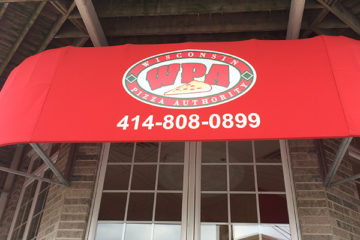 WISCONSIN
WPA
PIZZA AUTHORITY
414-808-0899